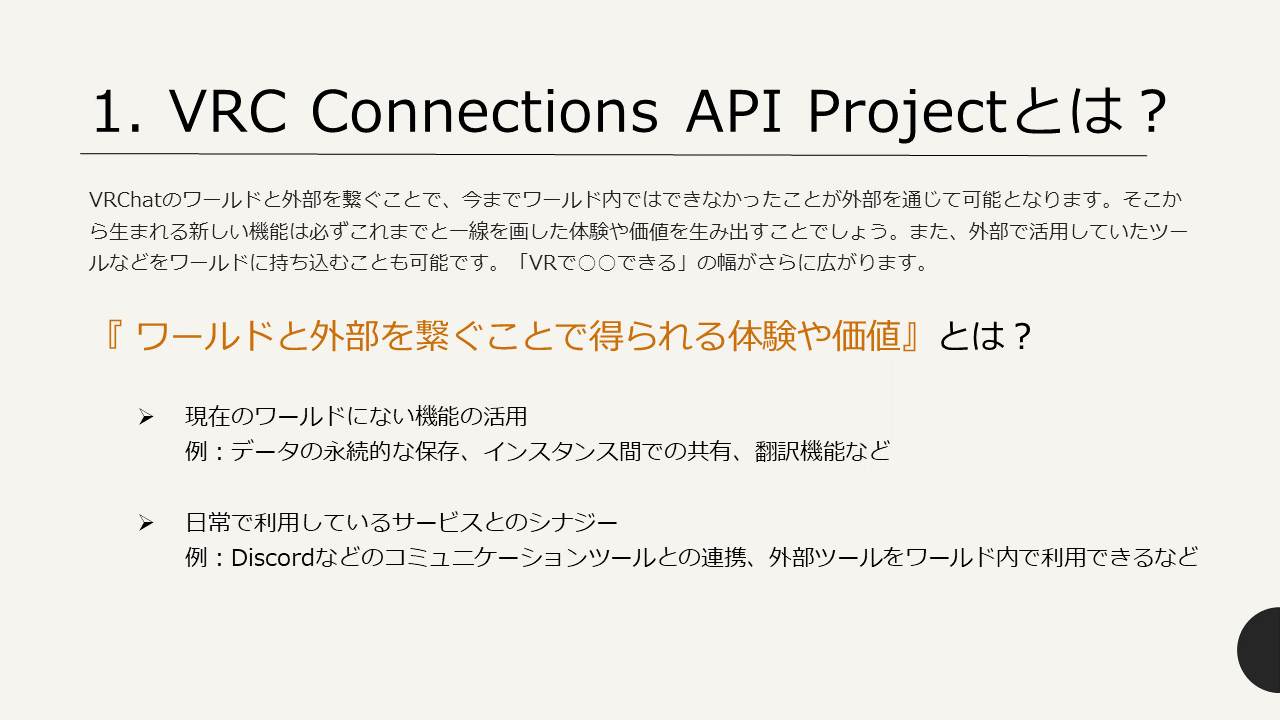 1. VRC Connections API Projectとは？
VRChatのワールドと外部を繋ぐことで、今までワールド内ではできなかったことが外部を通じて可能となります。そこか
ら生まれる新しい機能は必ずこれまでと一線を画した体験や価値を生み出すことでしょう。また、外部で活用していたツー
ルなどをワールドに持ち込むことも可能です。「VRで○○できる」の幅がさらに広がります。
『 ワールドと外部を繋ぐことで得られる体験や価値』とは？
➢ 現在のワールドにない機能の活用
例：データの永続的な保存、インスタンス間での共有、翻訳機能など
➢ 日常で利用しているサービスとのシナジー
例：Discordなどのコミュニケーションツールとの連携、外部ツールをワールド内で利用できるなど